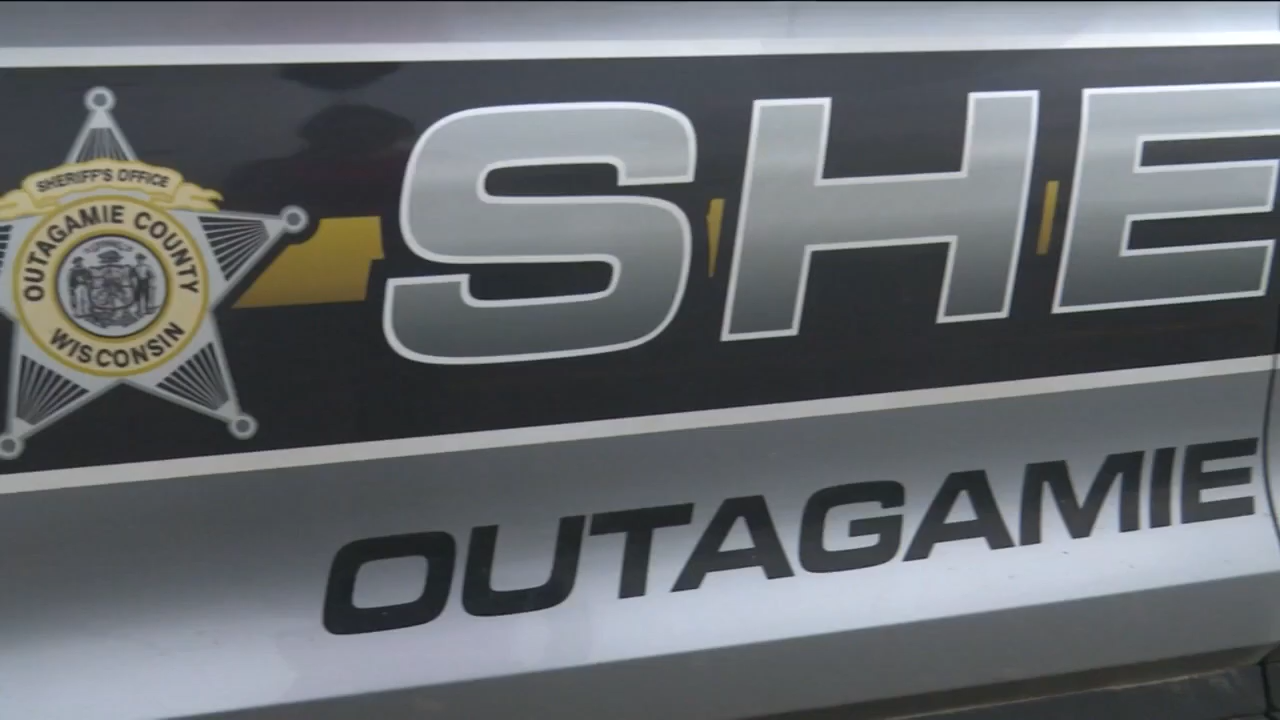 SHERIFF'S OFFICE
OUTAGAMIE COUNTY
WISCONSIN
SHE
OUTAGAMIE